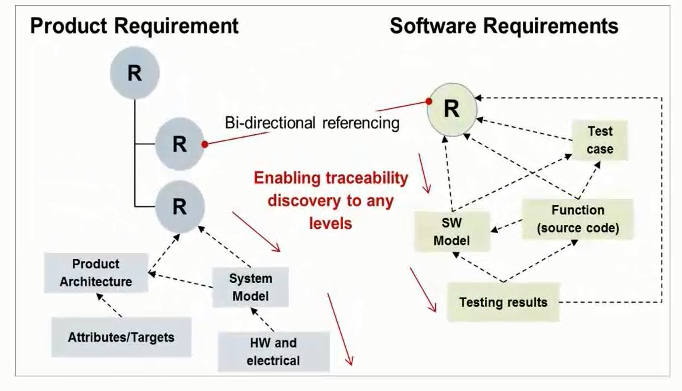 Product Requirement
Software Requirements
R
R
R
R
Bi-directional referencing
Test
case
Enabling traceability
discovery to any
levels
SW
Model
Function
(source code)
Product
Architecture
System
Model
Testing results
Attributes/Targets
HW and
electrical